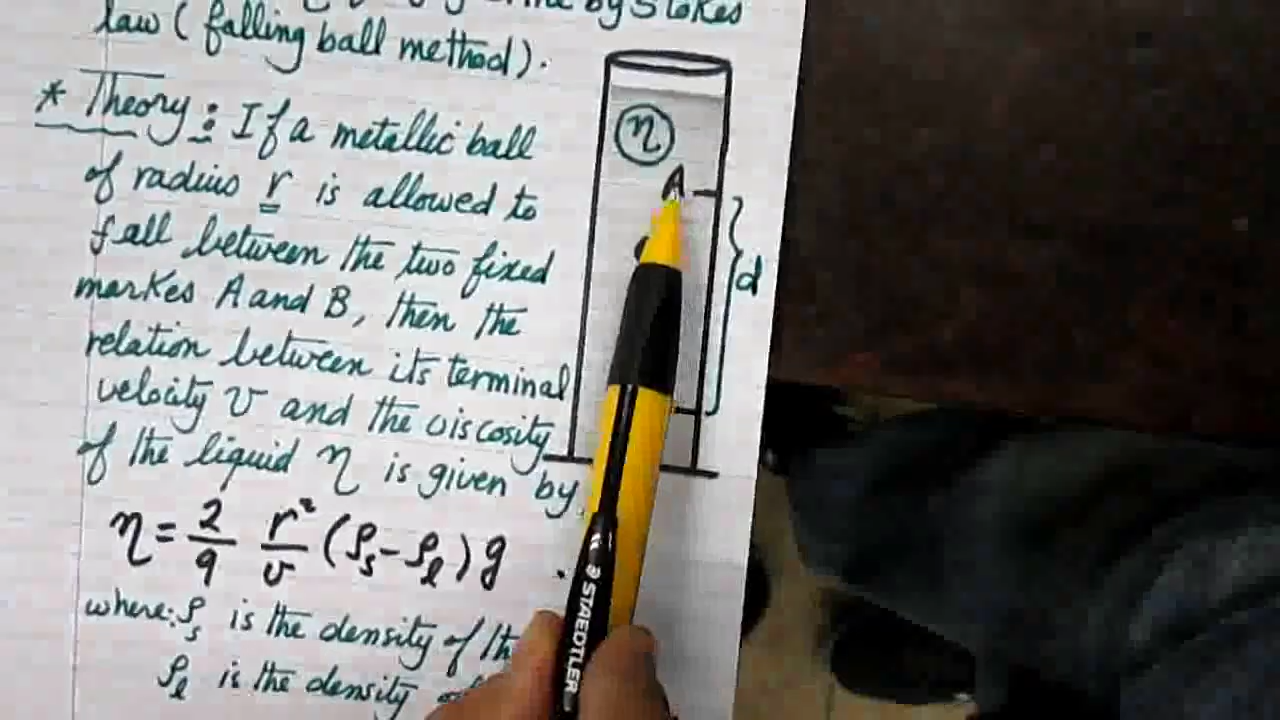 by Stokes
law (falling ball method).
* Theory: If a metallic ball
of radius r is allowed to
fall between the two fixed
markes A and B, then the
relation between its terminal
velocity v and the viscosity
of the liquid η is given by,
η = 2/9 r²/v (ρs - ρl) g
where: ρs is the density of
ρl is the density
η
A
d
STAEDTLER